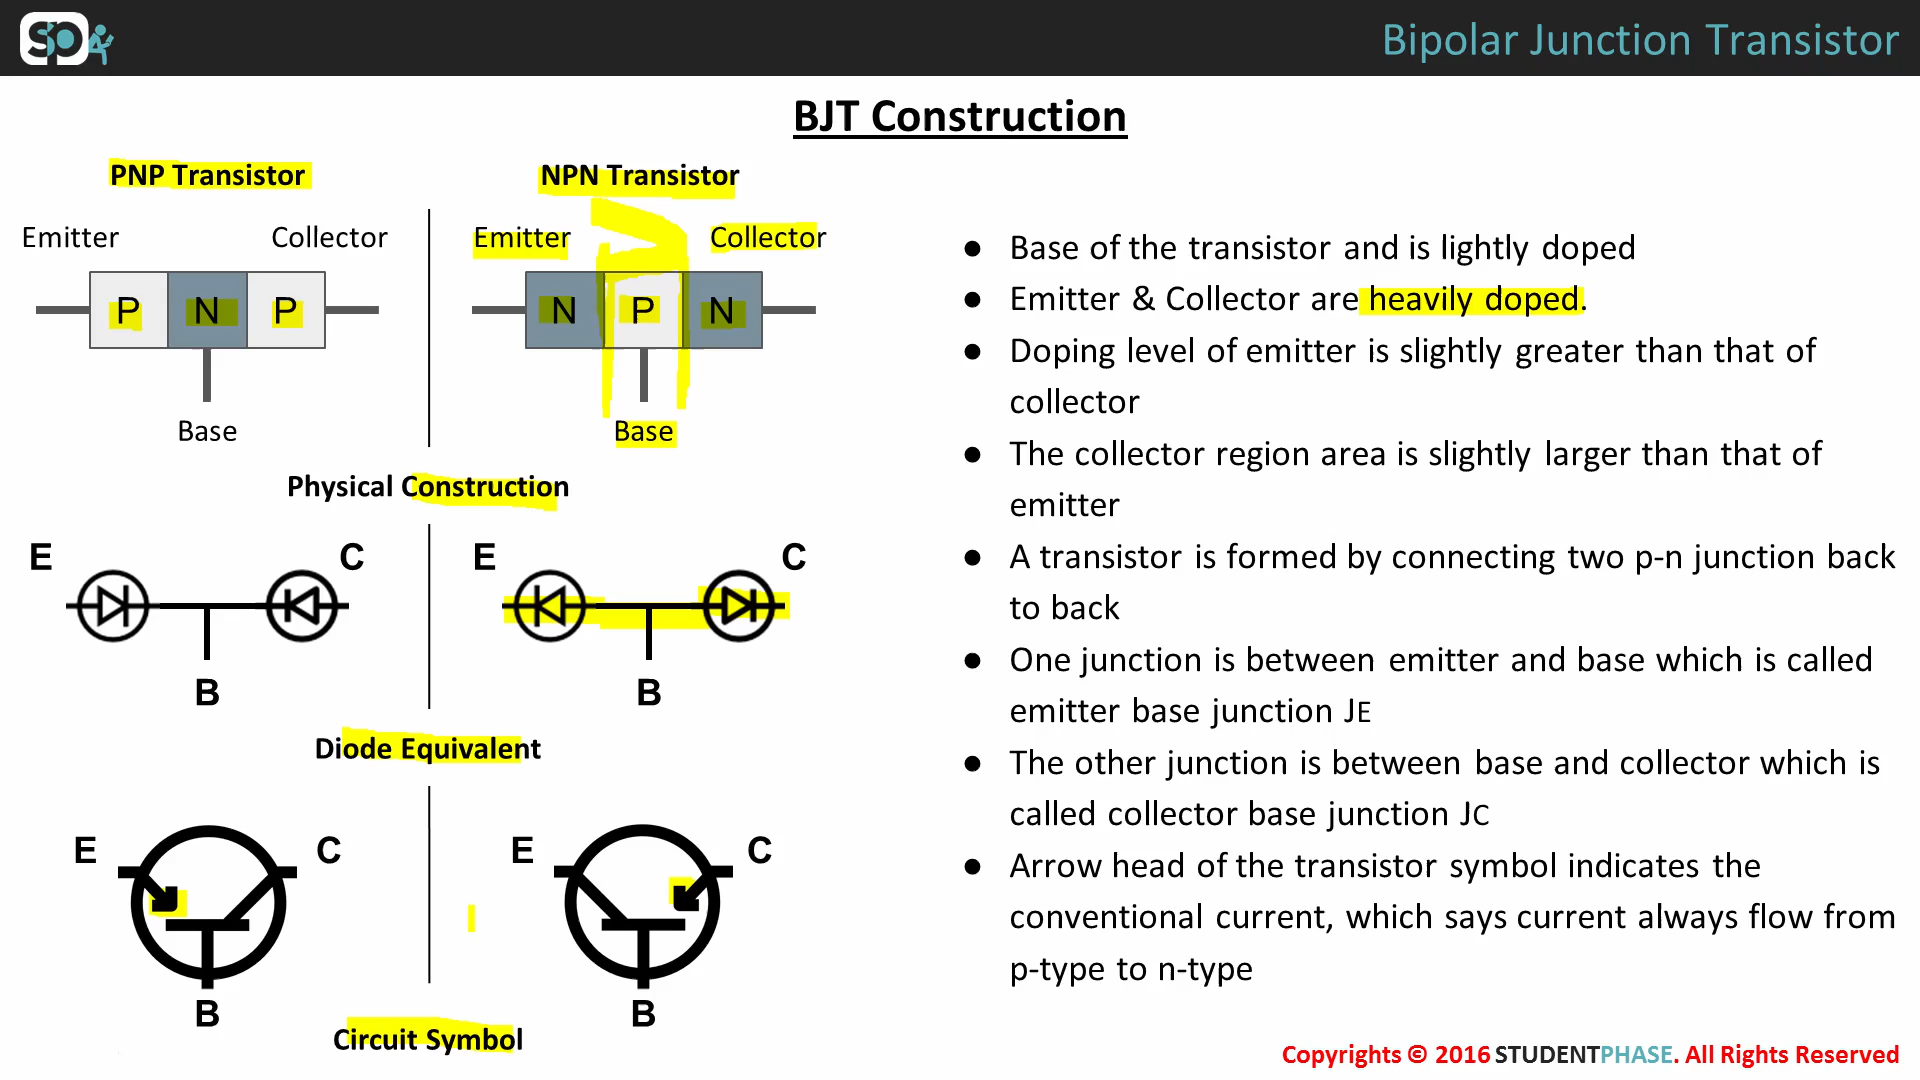 SP
Bipolar Junction Transistor
BJT Construction
PNP Transistor
NPN Transistor
Emitter
Collector
Emitter
Collector
P N P
N P N
Base
Base
Physical Construction
E
C
E
C
B
B
Diode Equivalent
E
C
E
C
B
B
Circuit Symbol
● Base of the transistor and is lightly doped
● Emitter & Collector are heavily doped.
● Doping level of emitter is slightly greater than that of
collector
● The collector region area is slightly larger than that of
emitter
● A transistor is formed by connecting two p-n junction back
to back
● One junction is between emitter and base which is called
emitter base junction JE
● The other junction is between base and collector which is
called collector base junction JC
● Arrow head of the transistor symbol indicates the
conventional current, which says current always flow from
p-type to n-type
Copyrights © 2016 STUDENTPHASE. All Rights Reserved